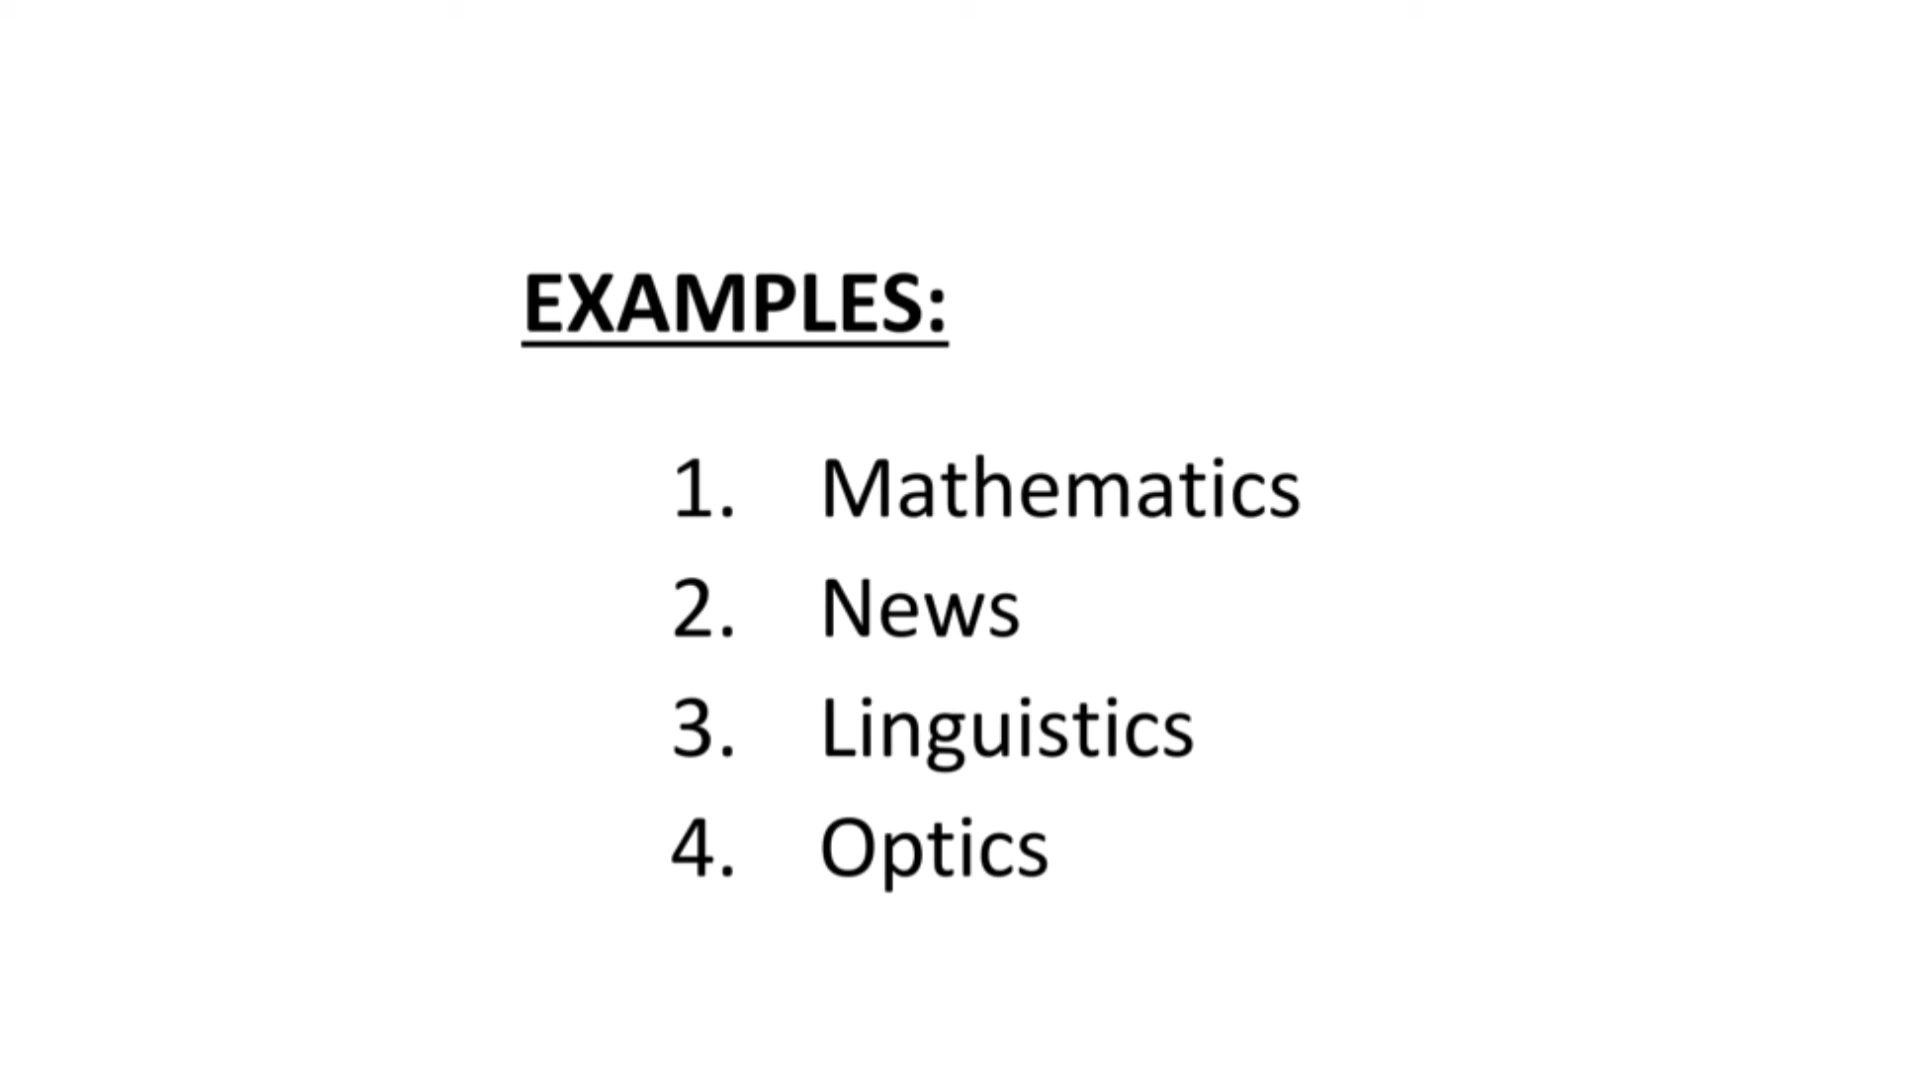 EXAMPLES:
1. Mathematics
2. News
3. Linguistics
4. Optics